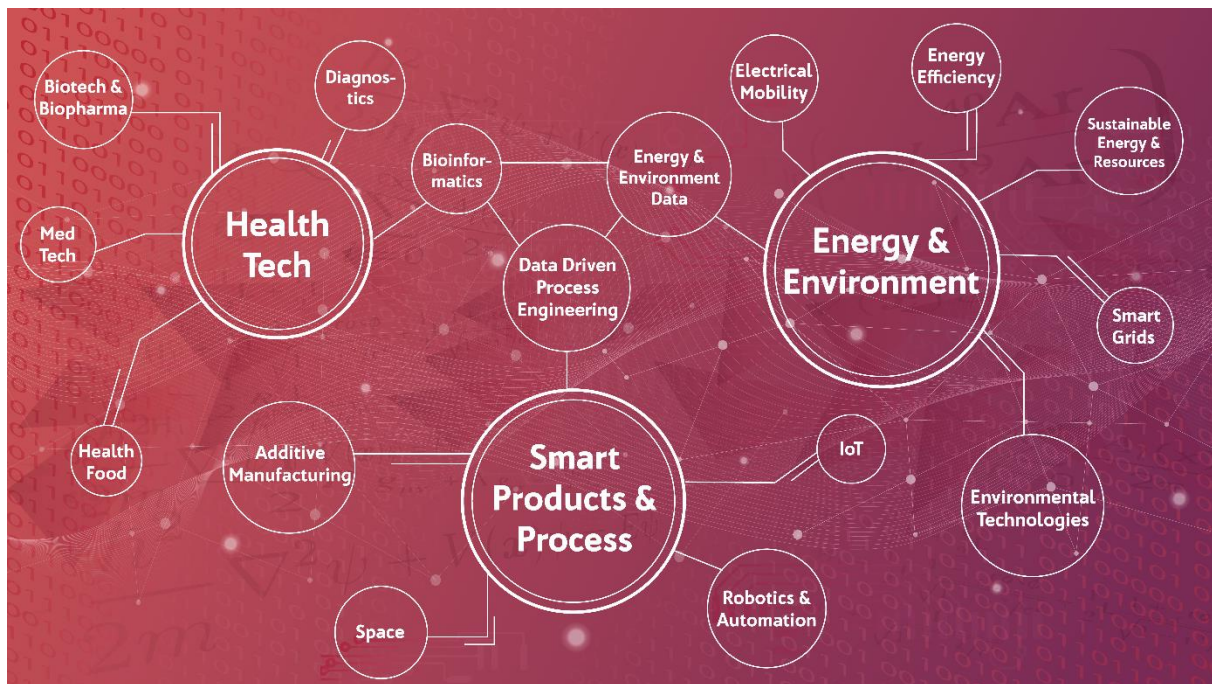 Biotech &
Biopharma
Diagnos-
tics
Electrical
Mobility
Energy
Efficiency
Sustainable
Energy &
Resources
Bioinfor-
matics
Energy &
Environment
Data
Med
Tech
Health
Tech
Energy &
Environment
Data Driven
Process
Engineering
Smart
Grids
Health
Food
Additive
Manufacturing
Smart
Products &
Process
IoT
Environmental
Technologies
Space
Robotics &
Automation